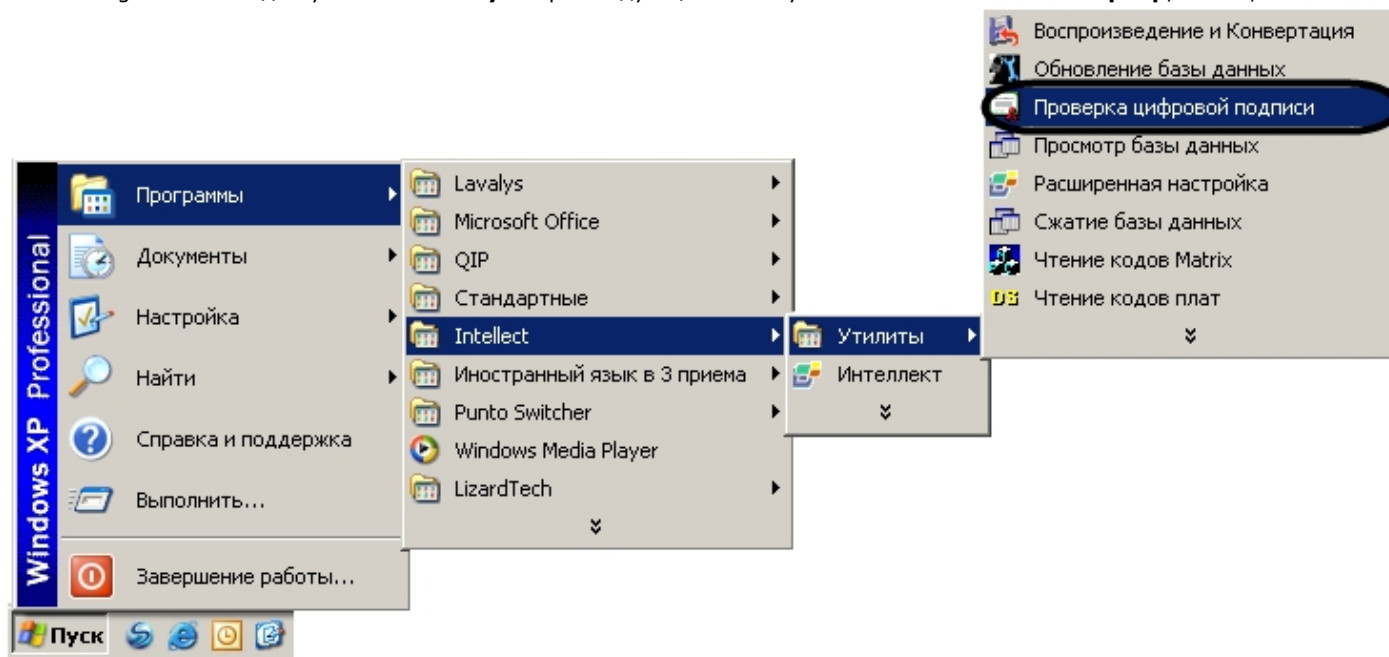 Воспроизведение и Конвертация
Обновление базы данных
Проверка цифровой подписи
Просмотр базы данных
Расширенная настройка
Сжатие базы данных
Чтение кодов Matrix
DS Чтение кодов плат
Windows XP Professional
Программы
Документы
Настройка
Найти
Справка и поддержка
Выполнить...
Завершение работы...
Lavalys
Microsoft Office
QIP
Стандартные
Intellect
Иностранный язык в 3 приема
Punto Switcher
Windows Media Player
LizardTech
Утилиты
Интеллект
Пуск